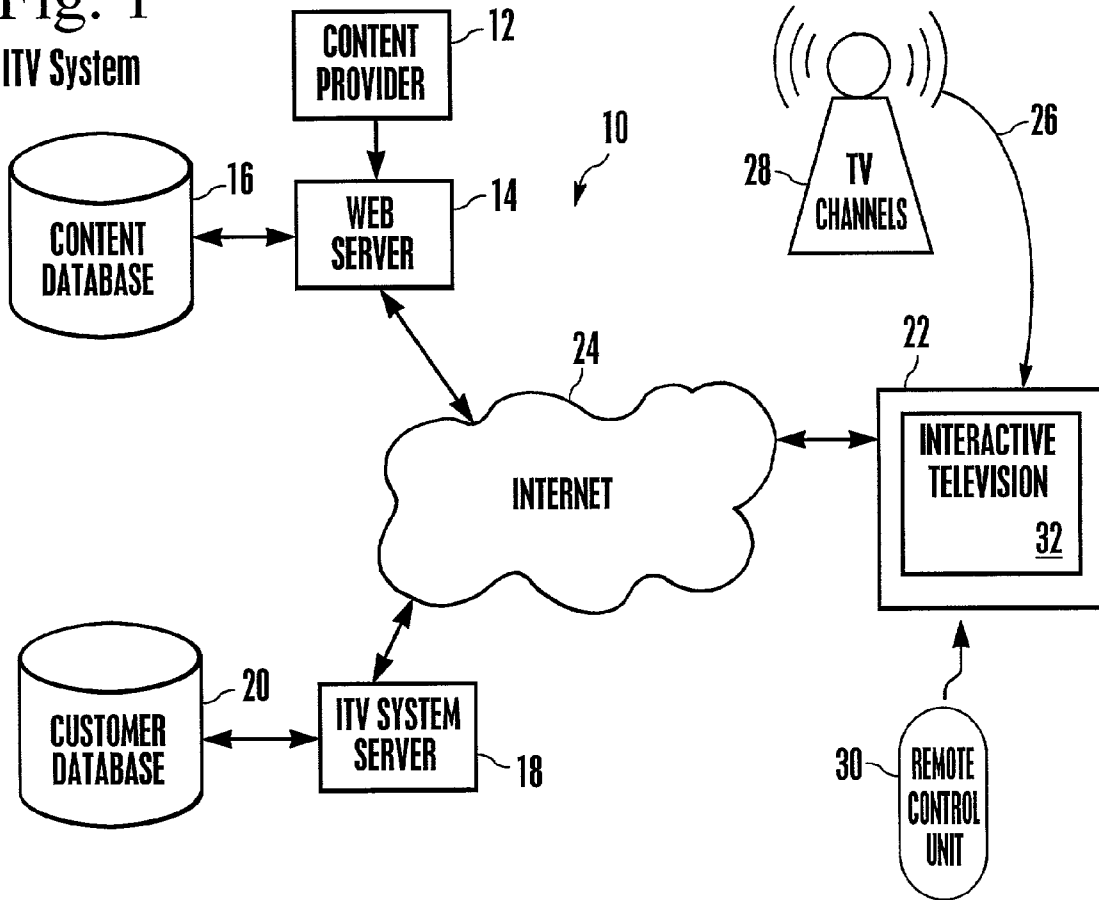 Fig. 1
ITV System
CONTENT
PROVIDER
12
10
26
CONTENT
DATABASE
16
WEB
SERVER
14
28
TV
CHANNELS
24
INTERNET
22
INTERACTIVE
TELEVISION
32
CUSTOMER
DATABASE
20
ITV SYSTEM
SERVER
18
30
REMOTE
CONTROL
UNIT